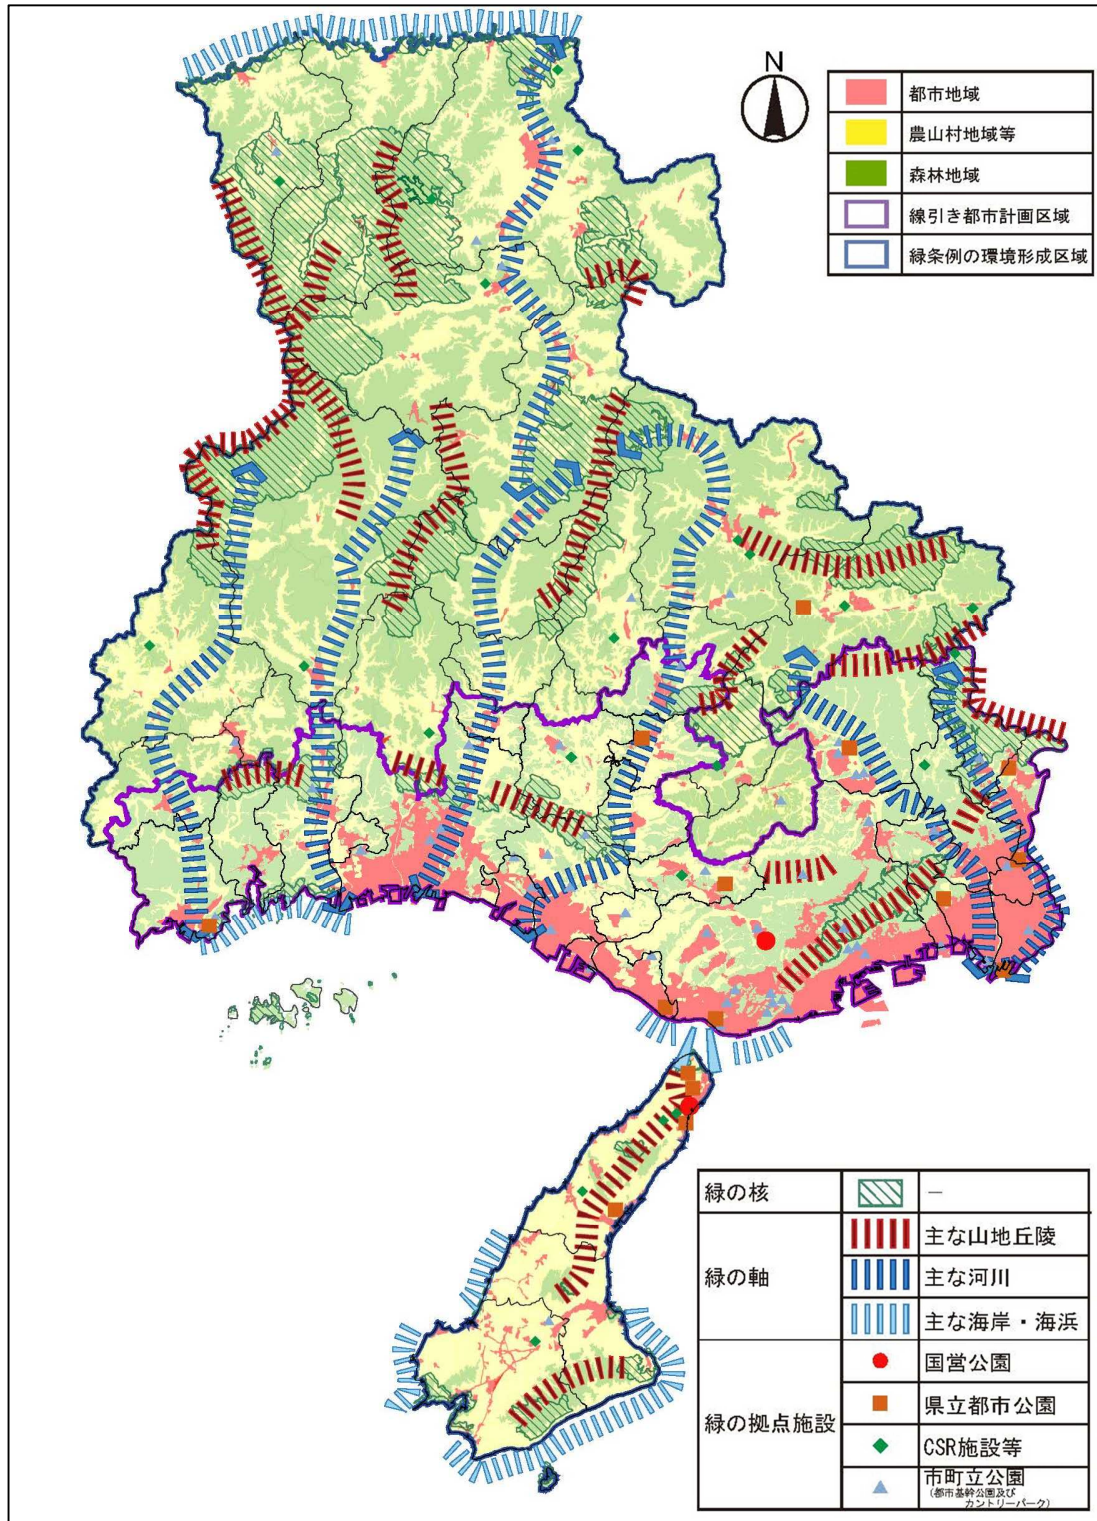 N
都市地域
農山村地域等
森林地域
線引き都市計画区域
緑条例の環境形成区域
緑の核
－
緑の軸
主な山地丘陵
主な河川
主な海岸・海浜
緑の拠点施設
国営公園
県立都市公園
CSR施設等
市町立公園
(都市基幹公園及び
カントリーパーク)